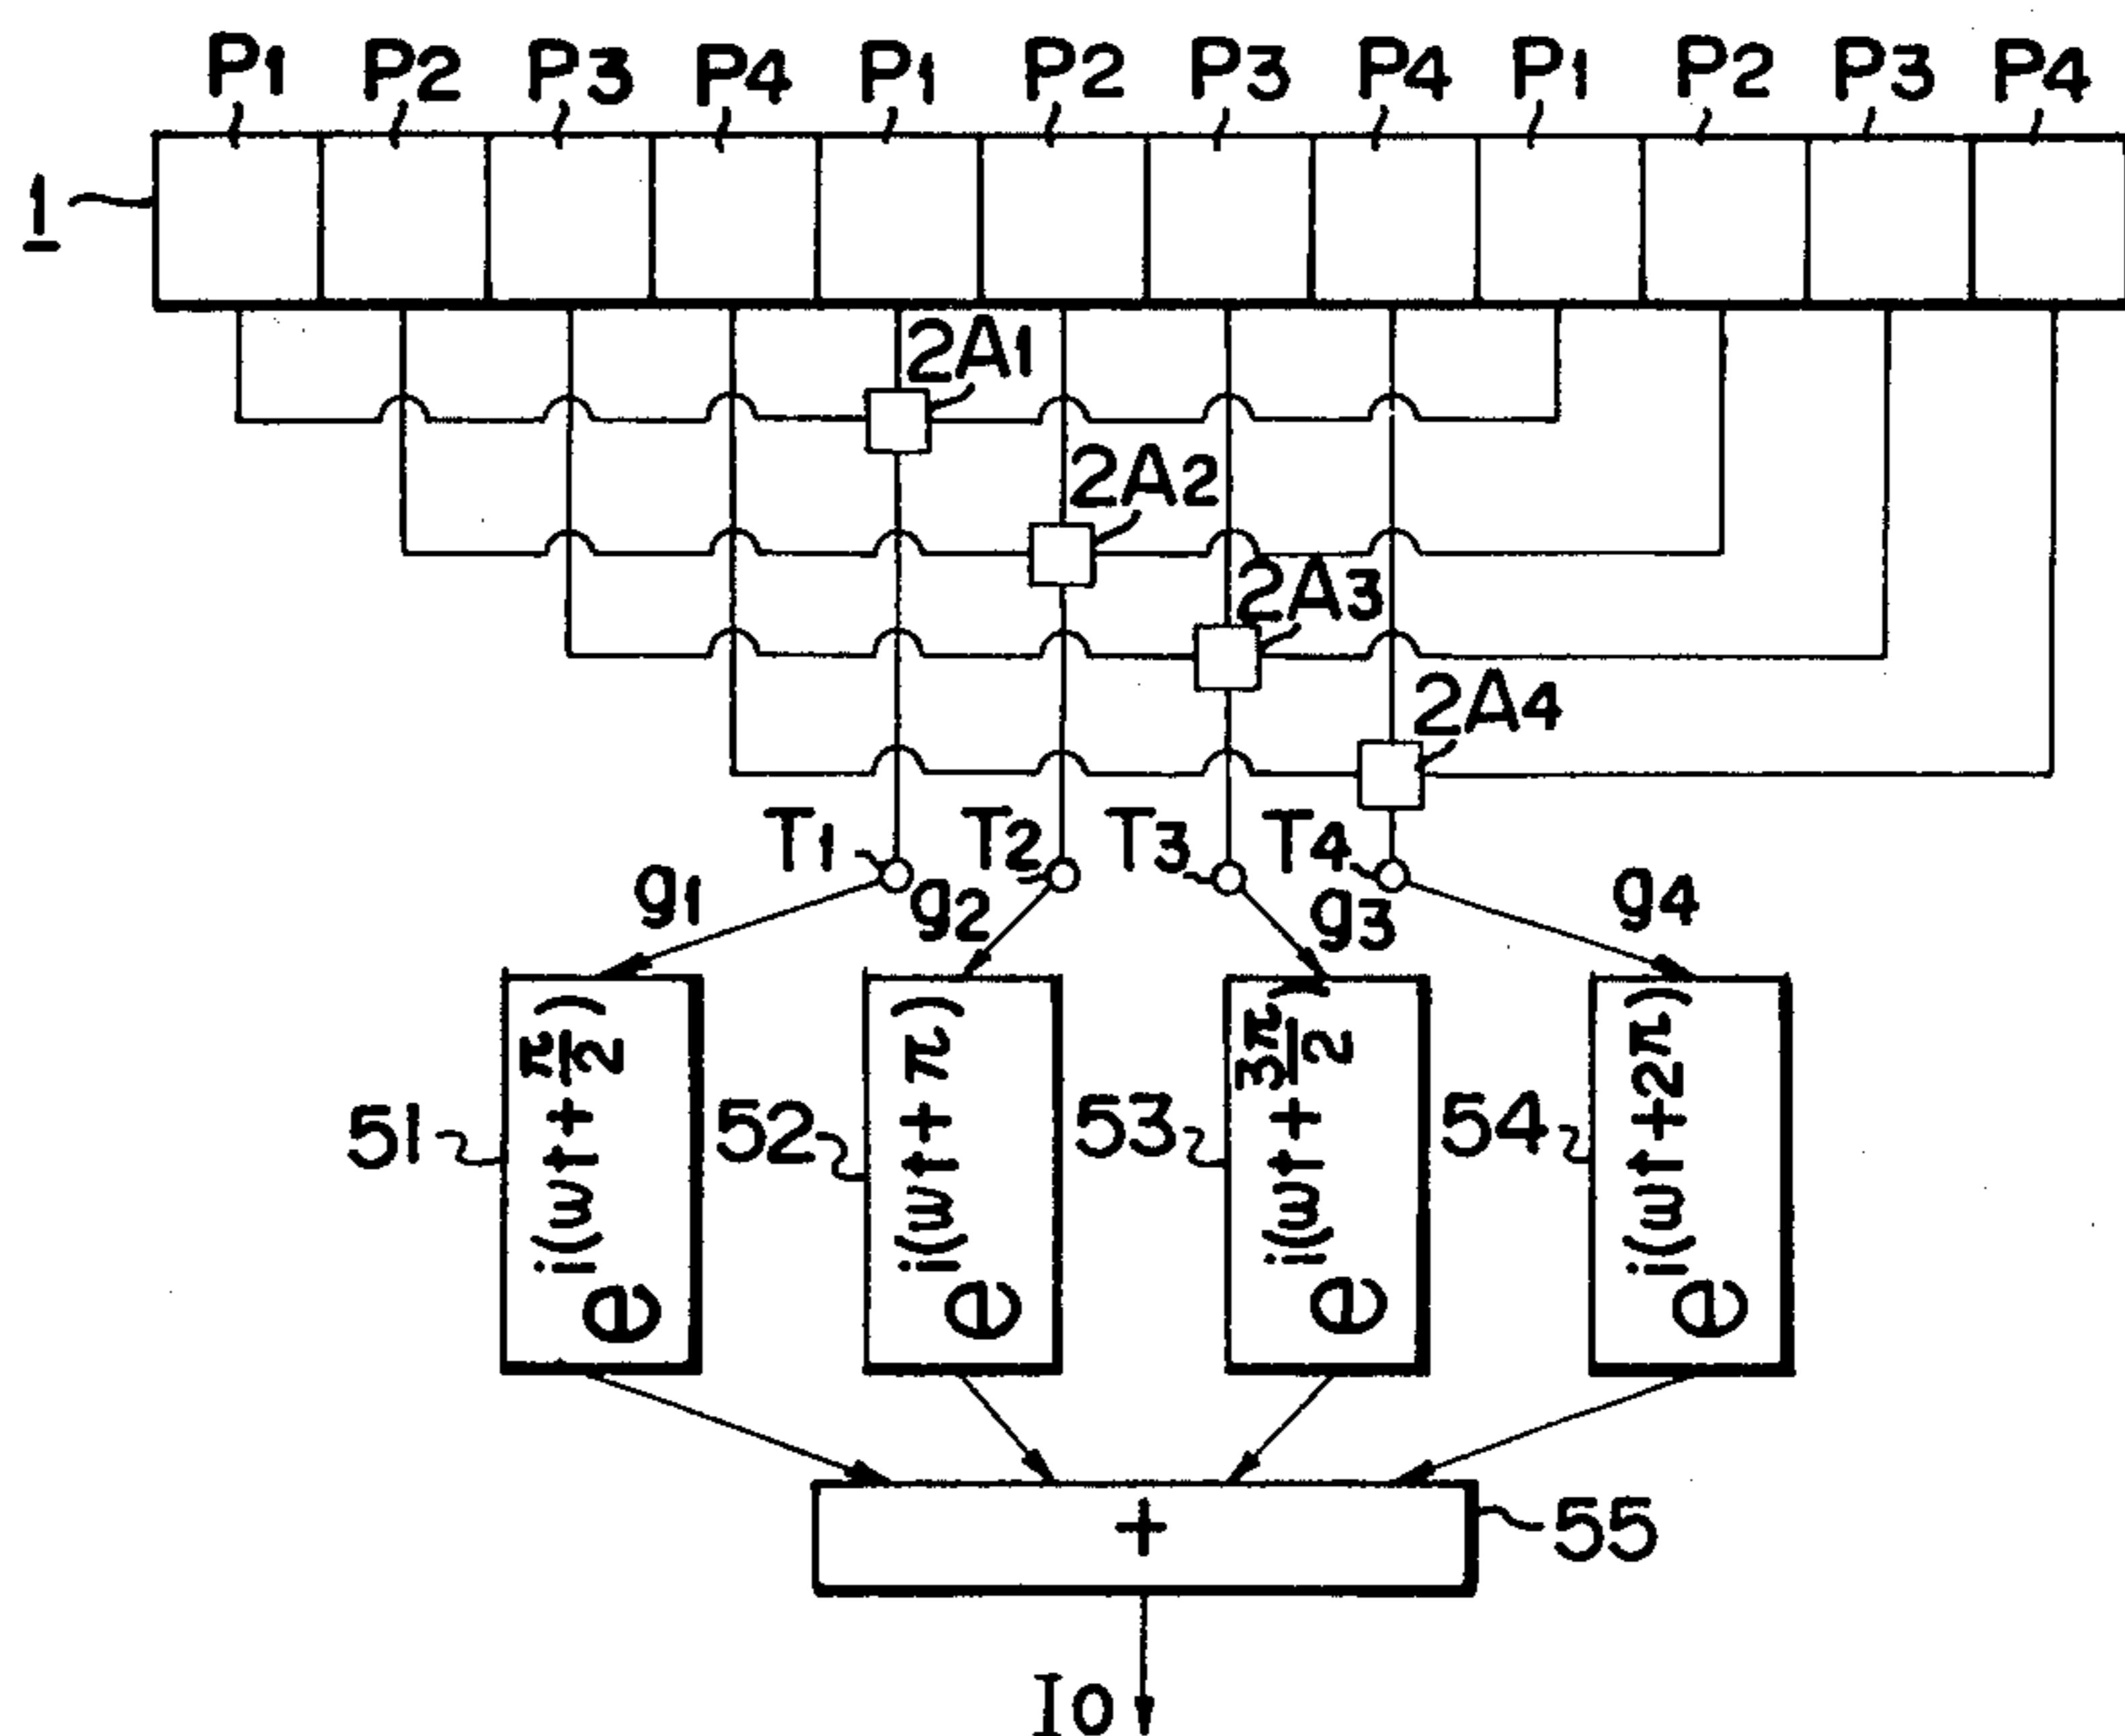 P1 P2 P3 P4 P1 P2 P3 P4 P1 P2 P3 P4
1
2A1
2A2
2A3
2A4
T1 T2 T3 T4
g1 g2 g3 g4
51 e^i(ωt + π/2)
52 e^i(ωt + π)
53 e^i(ωt + 3π/2)
54 e^i(ωt + 2π)
+ 55
Io